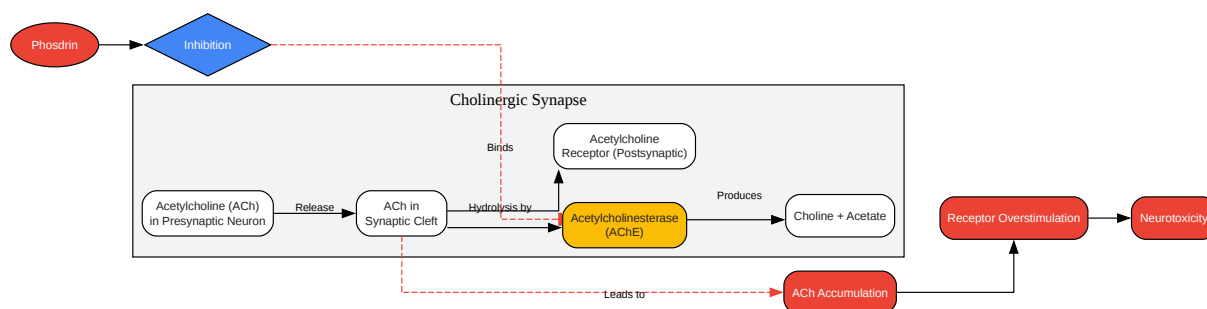 Phosdrin
Inhibition
Cholinergic Synapse
Acetylcholine
Receptor (Postsynaptic)
Binds
Acetylcholine (ACh)
in Presynaptic Neuron
Release
ACh in
Synaptic Cleft
Hydrolysis by
Acetylcholinesterase
(AChE)
Produces
Choline + Acetate
Receptor Overstimulation
Neurotoxicity
Leads to
ACh Accumulation